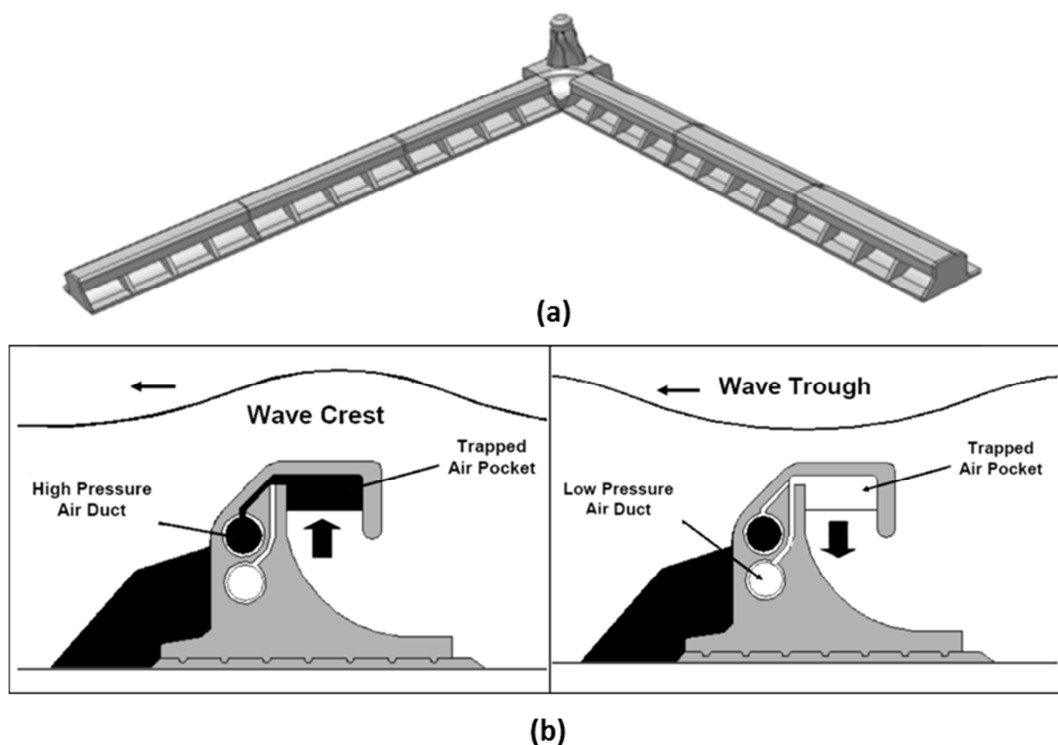 (a)
Wave Crest
Trapped
Air Pocket
High Pressure
Air Duct
Wave Trough
Trapped
Air Pocket
Low Pressure
Air Duct
(b)